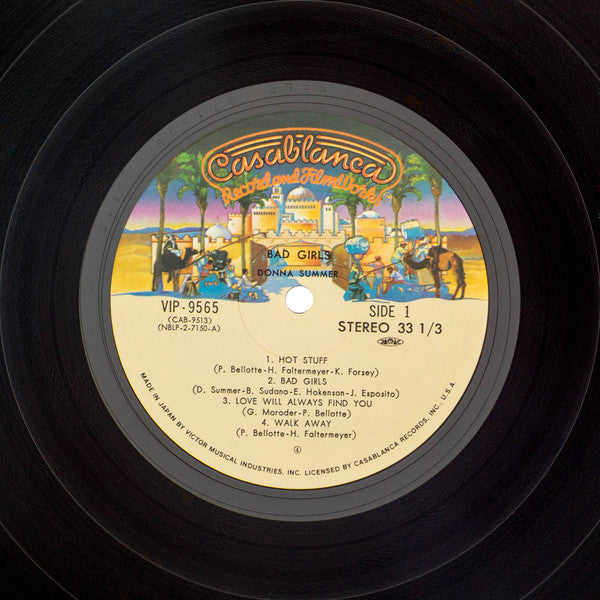 Casablanca
Record and FilmWorks
BAD GIRLS
DONNA SUMMER
VIP-9565
(CAB-9513)
(NBLP-2-7150-A)
SIDE 1
STEREO 33 1/3
1. HOT STUFF
(P. Bellotte-H. Faltermeyer-K. Forsey)
2. BAD GIRLS
(D. Summer-B. Sudano-E. Hokenson-J. Esposito)
3. LOVE WILL ALWAYS FIND YOU
(G. Moroder-P. Bellotte)
4. WALK AWAY
(P. Bellotte-H. Faltermeyer)
4
MADE IN JAPAN BY VICTOR MUSICAL INDUSTRIES, INC. LICENSED BY CASABLANCA RECORDS, INC., U.S.A.